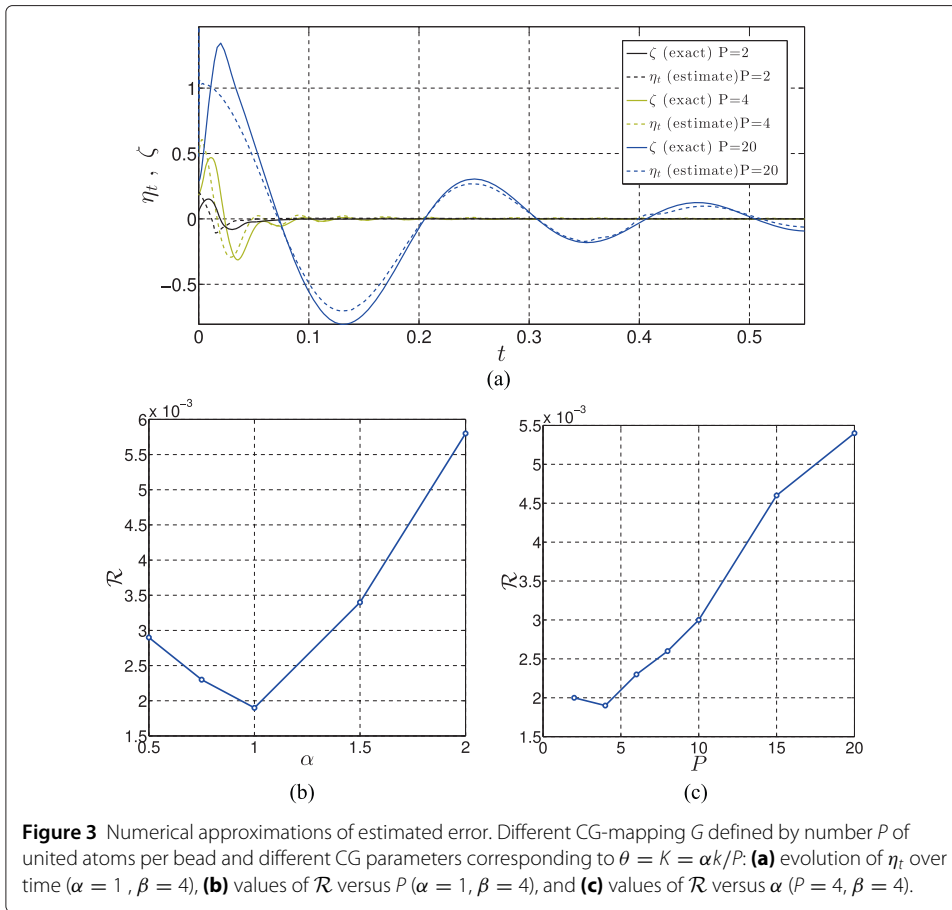 η_t , ζ
1
0.5
0
−0.5
0
0.1
0.2
0.3
0.4
0.5
t
ζ (exact) P=2
η_t (estimate)P=2
ζ (exact) P=4
η_t (estimate)P=4
ζ (exact) P=20
η_t (estimate)P=20
(a)
6 x 10^-3
5.5
5
4.5
4
3.5
3
2.5
2
1.5
ℛ
0.5
1
1.5
2
α
(b)
5.5 x 10^-3
5
4.5
4
3.5
3
2.5
2
1.5
ℛ
0
5
10
15
20
P
(c)
Figure 3 Numerical approximations of estimated error. Different CG-mapping G defined by number P of
united atoms per bead and different CG parameters corresponding to θ = K = αk/P: (a) evolution of η_t over
time (α = 1 , β = 4), (b) values of ℛ versus P (α = 1, β = 4), and (c) values of ℛ versus α (P = 4, β = 4).